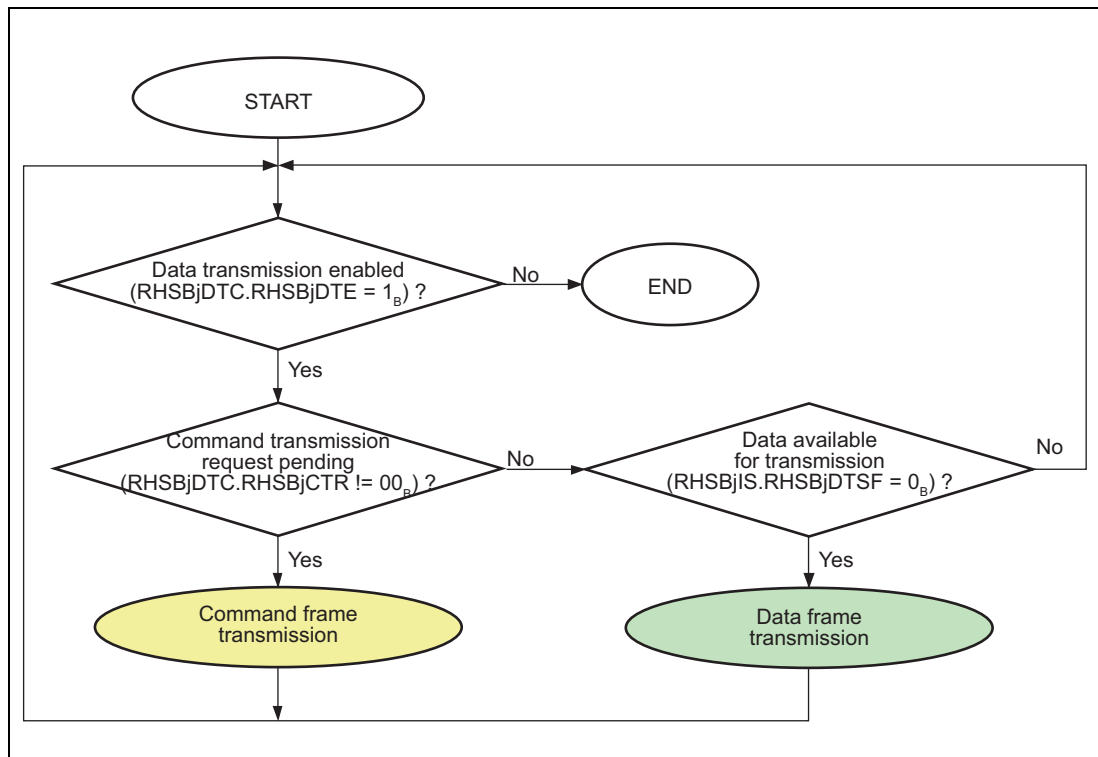 START
Data transmission enabled
(RHSBjDTC.RHSBjDTE = 1B) ?
No
END
Yes
Command transmission
request pending
(RHSBjDTC.RHSBjCTR != 00B) ?
No
Data available
for transmission
(RHSBjIS.RHSBjDTSF = 0B) ?
No
Yes
Yes
Command frame
transmission
Data frame
transmission